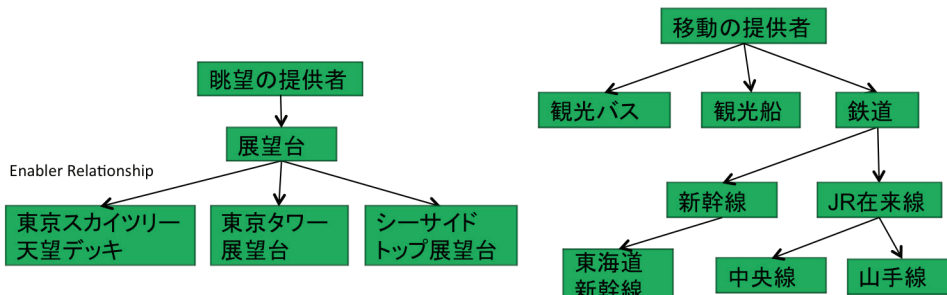 移動の提供者
眺望の提供者
観光バス
観光船
鉄道
展望台
Enabler Relationship
新幹線
JR在来線
東京スカイツリー
天望デッキ
東京タワー
展望台
シーサイド
トップ展望台
東海道
新幹線
中央線
山手線